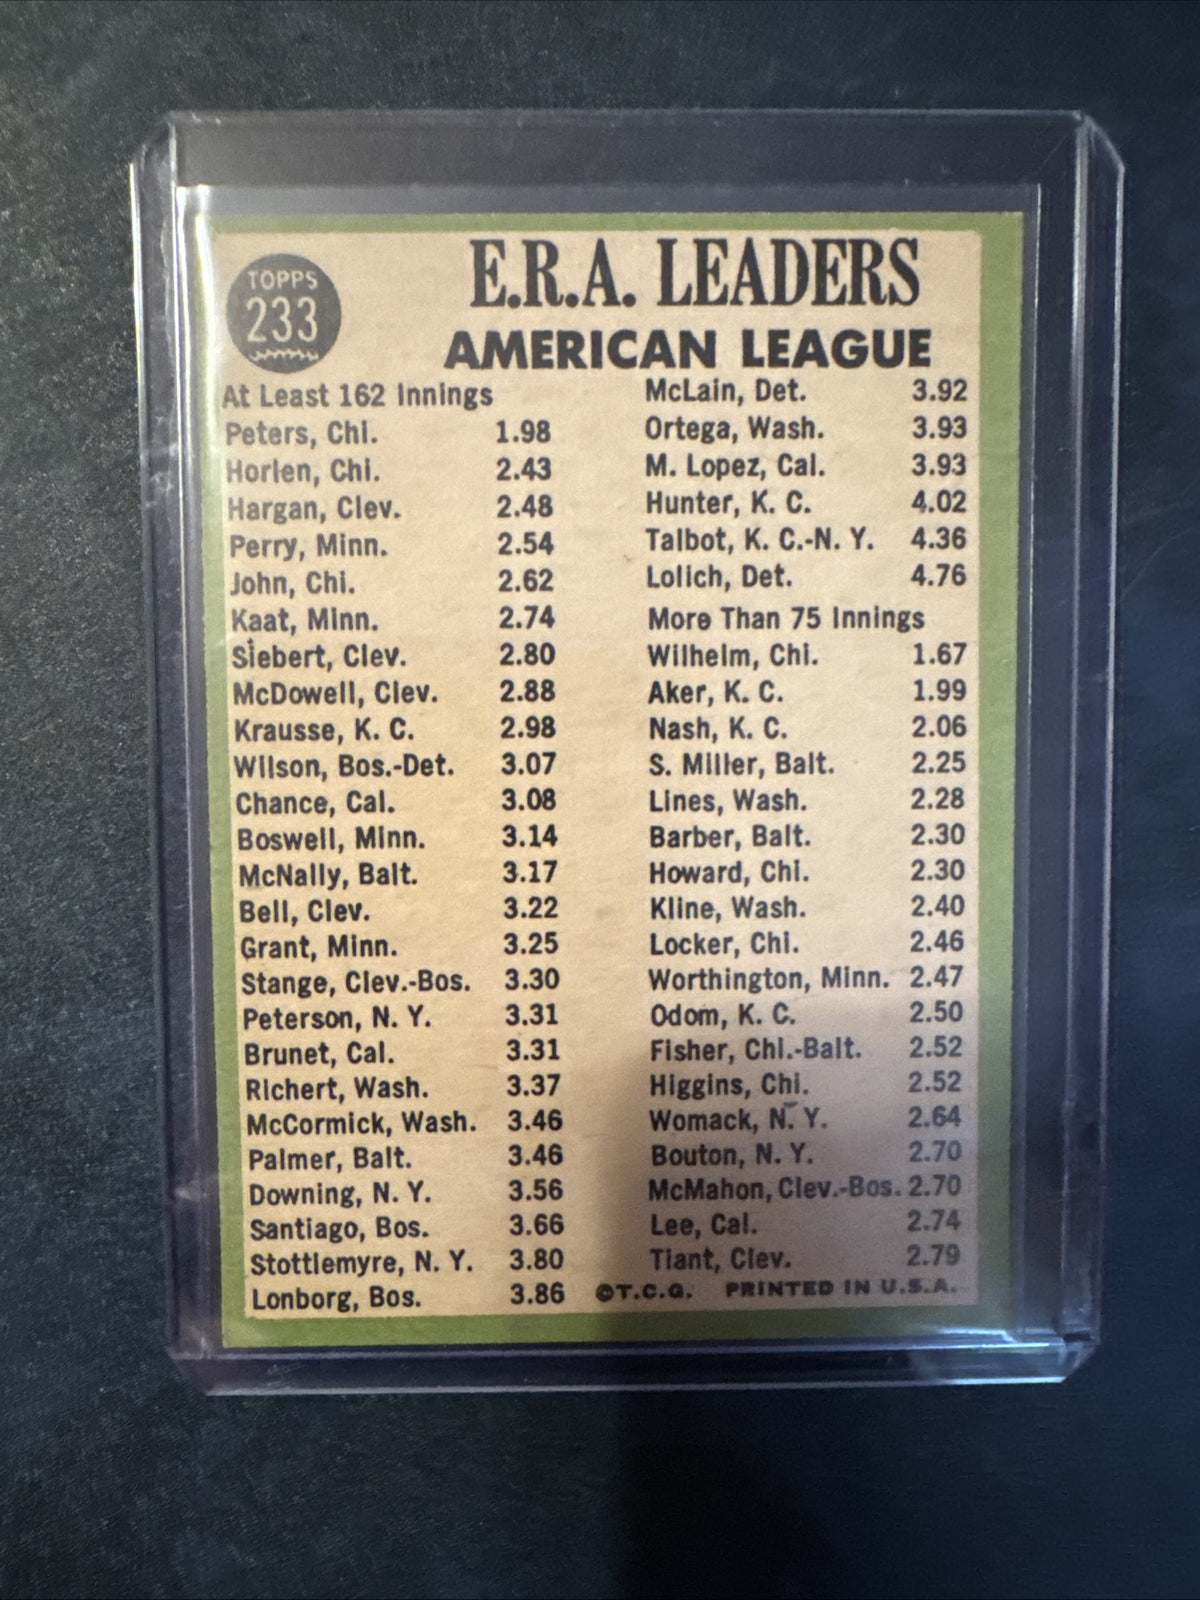 TOPPS
233
E.R.A. LEADERS
AMERICAN LEAGUE
At Least 162 Innings
Peters, Chi. 1.98
Horlen, Chi. 2.43
Hargan, Clev. 2.48
Perry, Minn. 2.54
John, Chi. 2.62
Kaat, Minn. 2.74
Siebert, Clev. 2.80
McDowell, Clev. 2.88
Krausse, K. C. 2.98
Wilson, Bos.-Det. 3.07
Chance, Cal. 3.08
Boswell, Minn. 3.14
McNally, Balt. 3.17
Bell, Clev. 3.22
Grant, Minn. 3.25
Stange, Clev.-Bos. 3.30
Peterson, N. Y. 3.31
Brunet, Cal. 3.31
Richert, Wash. 3.37
McCormick, Wash. 3.46
Palmer, Balt. 3.46
Downing, N. Y. 3.56
Santiago, Bos. 3.66
Stottlemyre, N. Y. 3.80
Lonborg, Bos. 3.86
McLain, Det. 3.92
Ortega, Wash. 3.93
M. Lopez, Cal. 3.93
Hunter, K. C. 4.02
Talbot, K. C.-N. Y. 4.36
Lolich, Det. 4.76
More Than 75 Innings
Wilhelm, Chi. 1.67
Aker, K. C. 1.99
Nash, K. C. 2.06
S. Miller, Balt. 2.25
Lines, Wash. 2.28
Barber, Balt. 2.30
Howard, Chi. 2.30
Kline, Wash. 2.40
Locker, Chi. 2.46
Worthington, Minn. 2.47
Odom, K. C. 2.50
Fisher, Chi.-Balt. 2.52
Higgins, Chi. 2.52
Womack, N. Y. 2.64
Bouton, N. Y. 2.70
McMahon, Clev.-Bos. 2.70
Lee, Cal. 2.74
Tiant, Clev. 2.79
©T.C.G. PRINTED IN U.S.A.